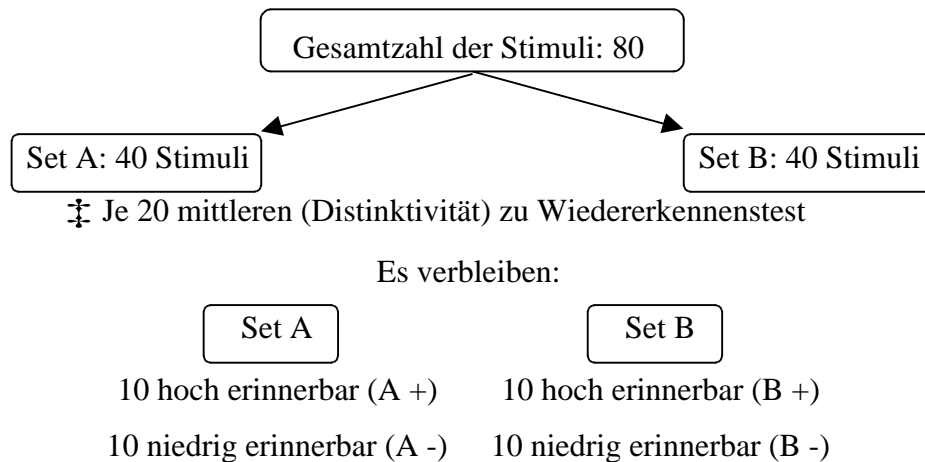 Gesamtzahl der Stimuli: 80
Set A: 40 Stimuli
Set B: 40 Stimuli
‡ Je 20 mittleren (Distinktivität) zu Wiedererkennenstest
Es verbleiben:
Set A
Set B
10 hoch erinnerbar (A +)
10 hoch erinnerbar (B +)
10 niedrig erinnerbar (A -)
10 niedrig erinnerbar (B -)